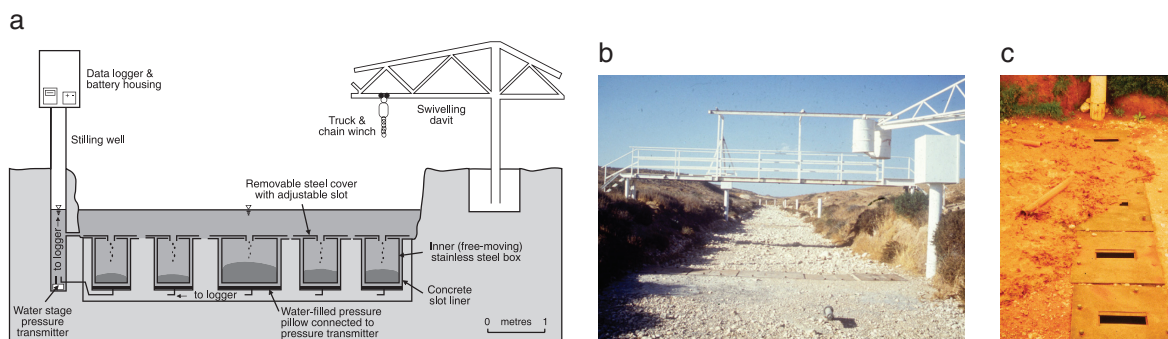 a
Data logger &
battery housing
Stilling well
Truck &
chain winch
Swivelling
davit
Removable steel cover
with adjustable slot
to logger
Inner (free-moving)
stainless steel box
Concrete
slot liner
to logger
Water stage
pressure
transmitter
Water-filled pressure
pillow connected to
pressure transmitter
0 metres 1
b
c